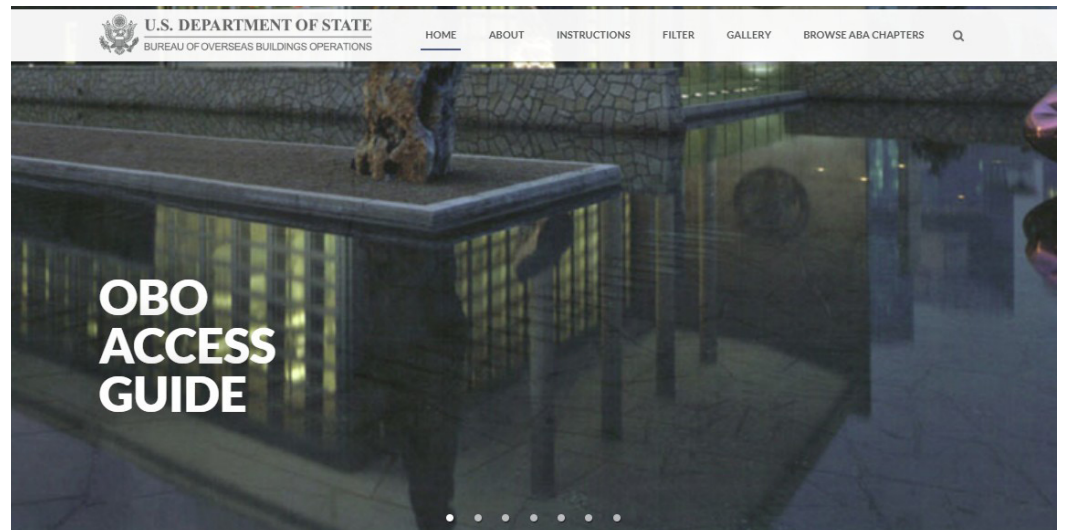 U.S. DEPARTMENT OF STATE
BUREAU OF OVERSEAS BUILDINGS OPERATIONS
HOME ABOUT INSTRUCTIONS FILTER GALLERY BROWSE ABA CHAPTERS
OBO
ACCESS
GUIDE